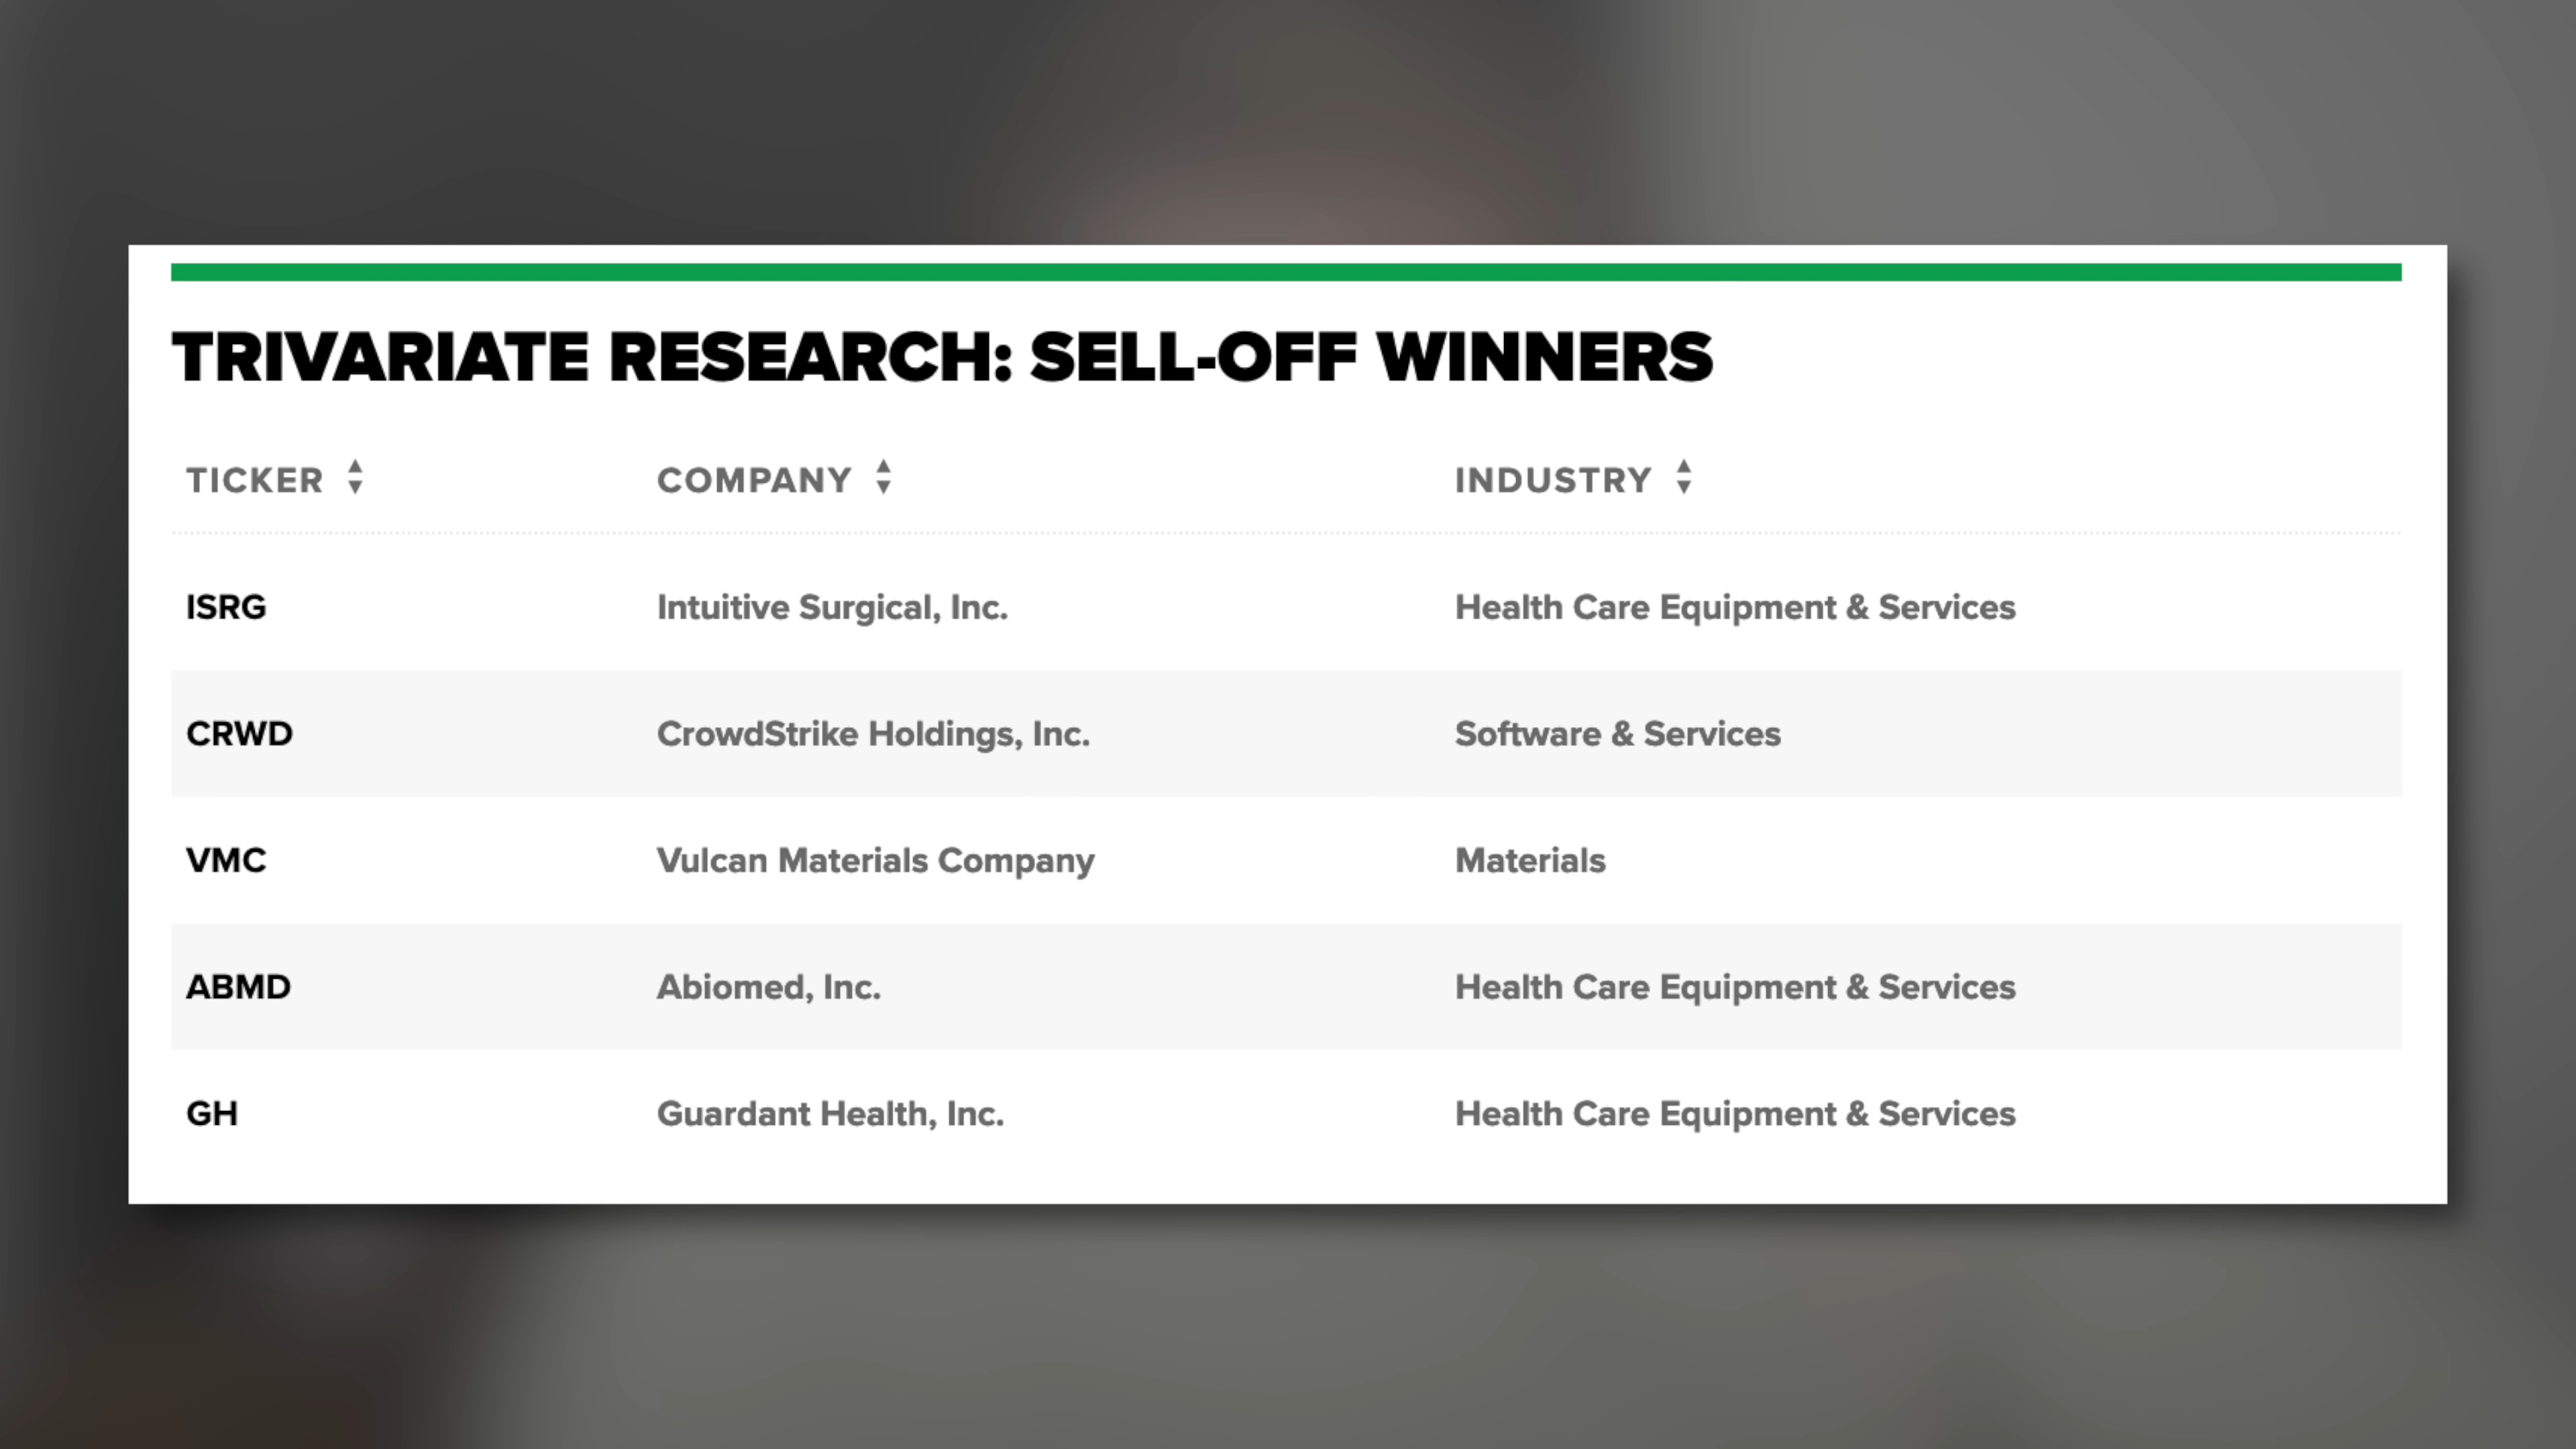 TRIVARIATE RESEARCH: SELL-OFF WINNERS
TICKER COMPANY INDUSTRY
ISRG Intuitive Surgical, Inc. Health Care Equipment & Services
CRWD CrowdStrike Holdings, Inc. Software & Services
VMC Vulcan Materials Company Materials
ABMD Abiomed, Inc. Health Care Equipment & Services
GH Guardant Health, Inc. Health Care Equipment & Services